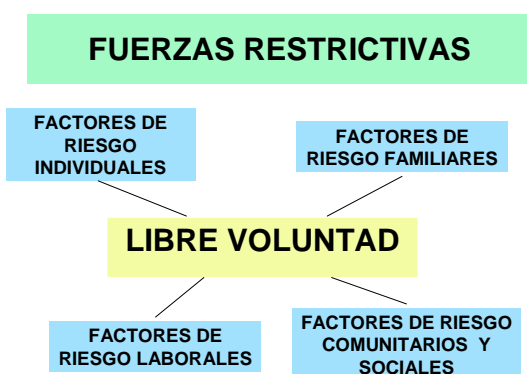 FUERZAS RESTRICTIVAS
FACTORES DE
RIESGO
INDIVIDUALES
FACTORES DE
RIESGO FAMILIARES
LIBRE VOLUNTAD
FACTORES DE
RIESGO LABORALES
FACTORES DE RIESGO
COMUNITARIOS Y
SOCIALES